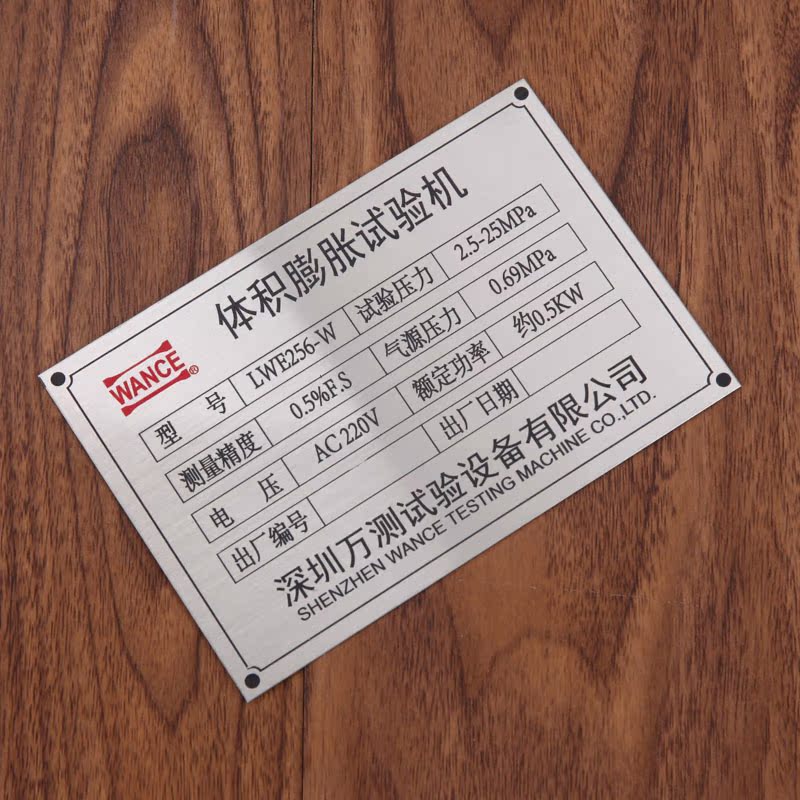 体积膨胀试验机
WANCE®
型 号 LWE256-W 试验压力 2.5-25MPa
测量精度 0.5%F.S 气源压力 0.69MPa
电 压 AC 220V 额定功率 约0.5KW
出厂编号 出厂日期
深圳万测试验设备有限公司
SHENZHEN WANCE TESTING MACHINE CO.,LTD.